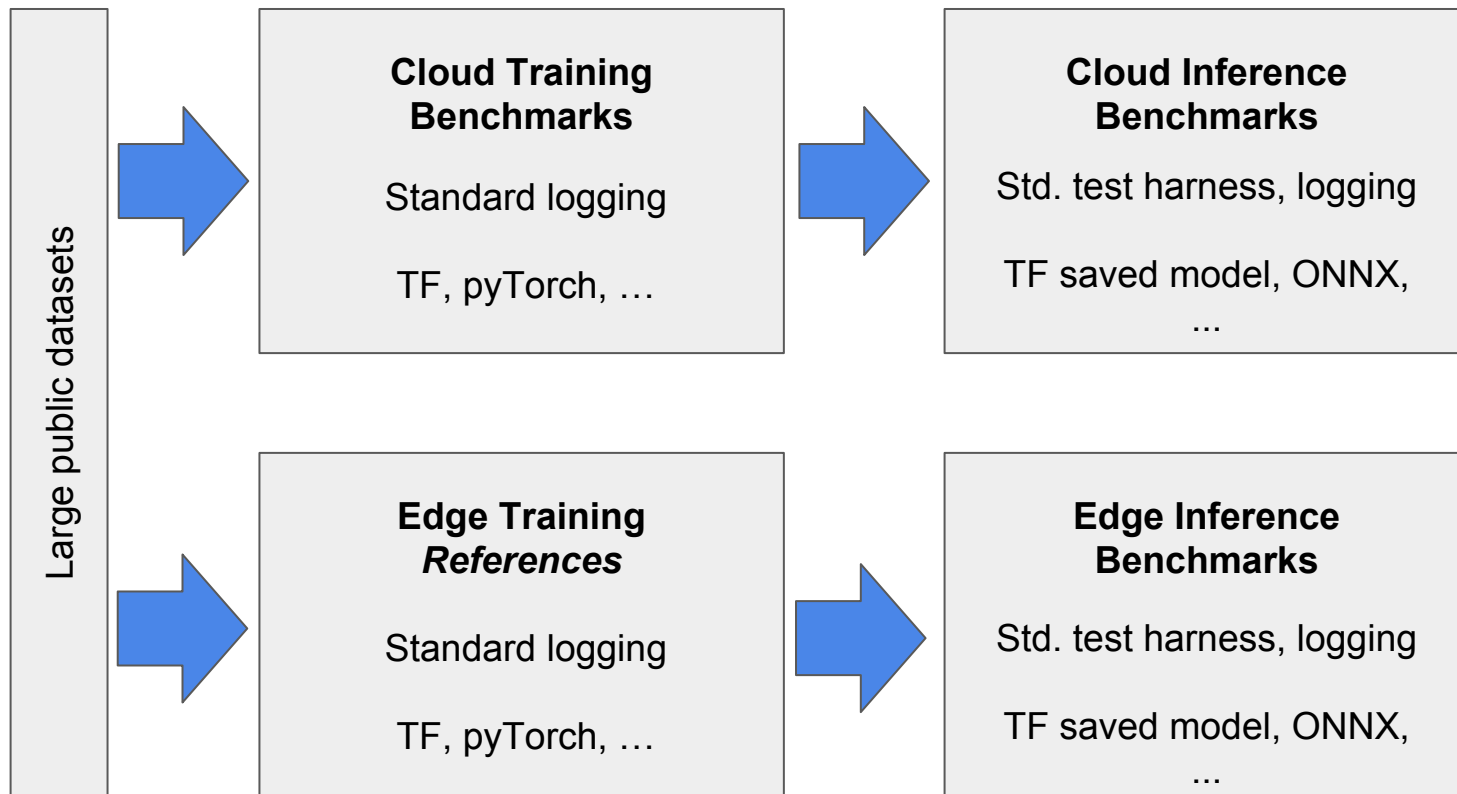 Large public datasets
Cloud Training
Benchmarks
Standard logging
TF, pyTorch, …
Cloud Inference
Benchmarks
Std. test harness, logging
TF saved model, ONNX,
...
Edge Training
References
Standard logging
TF, pyTorch, …
Edge Inference
Benchmarks
Std. test harness, logging
TF saved model, ONNX,
...